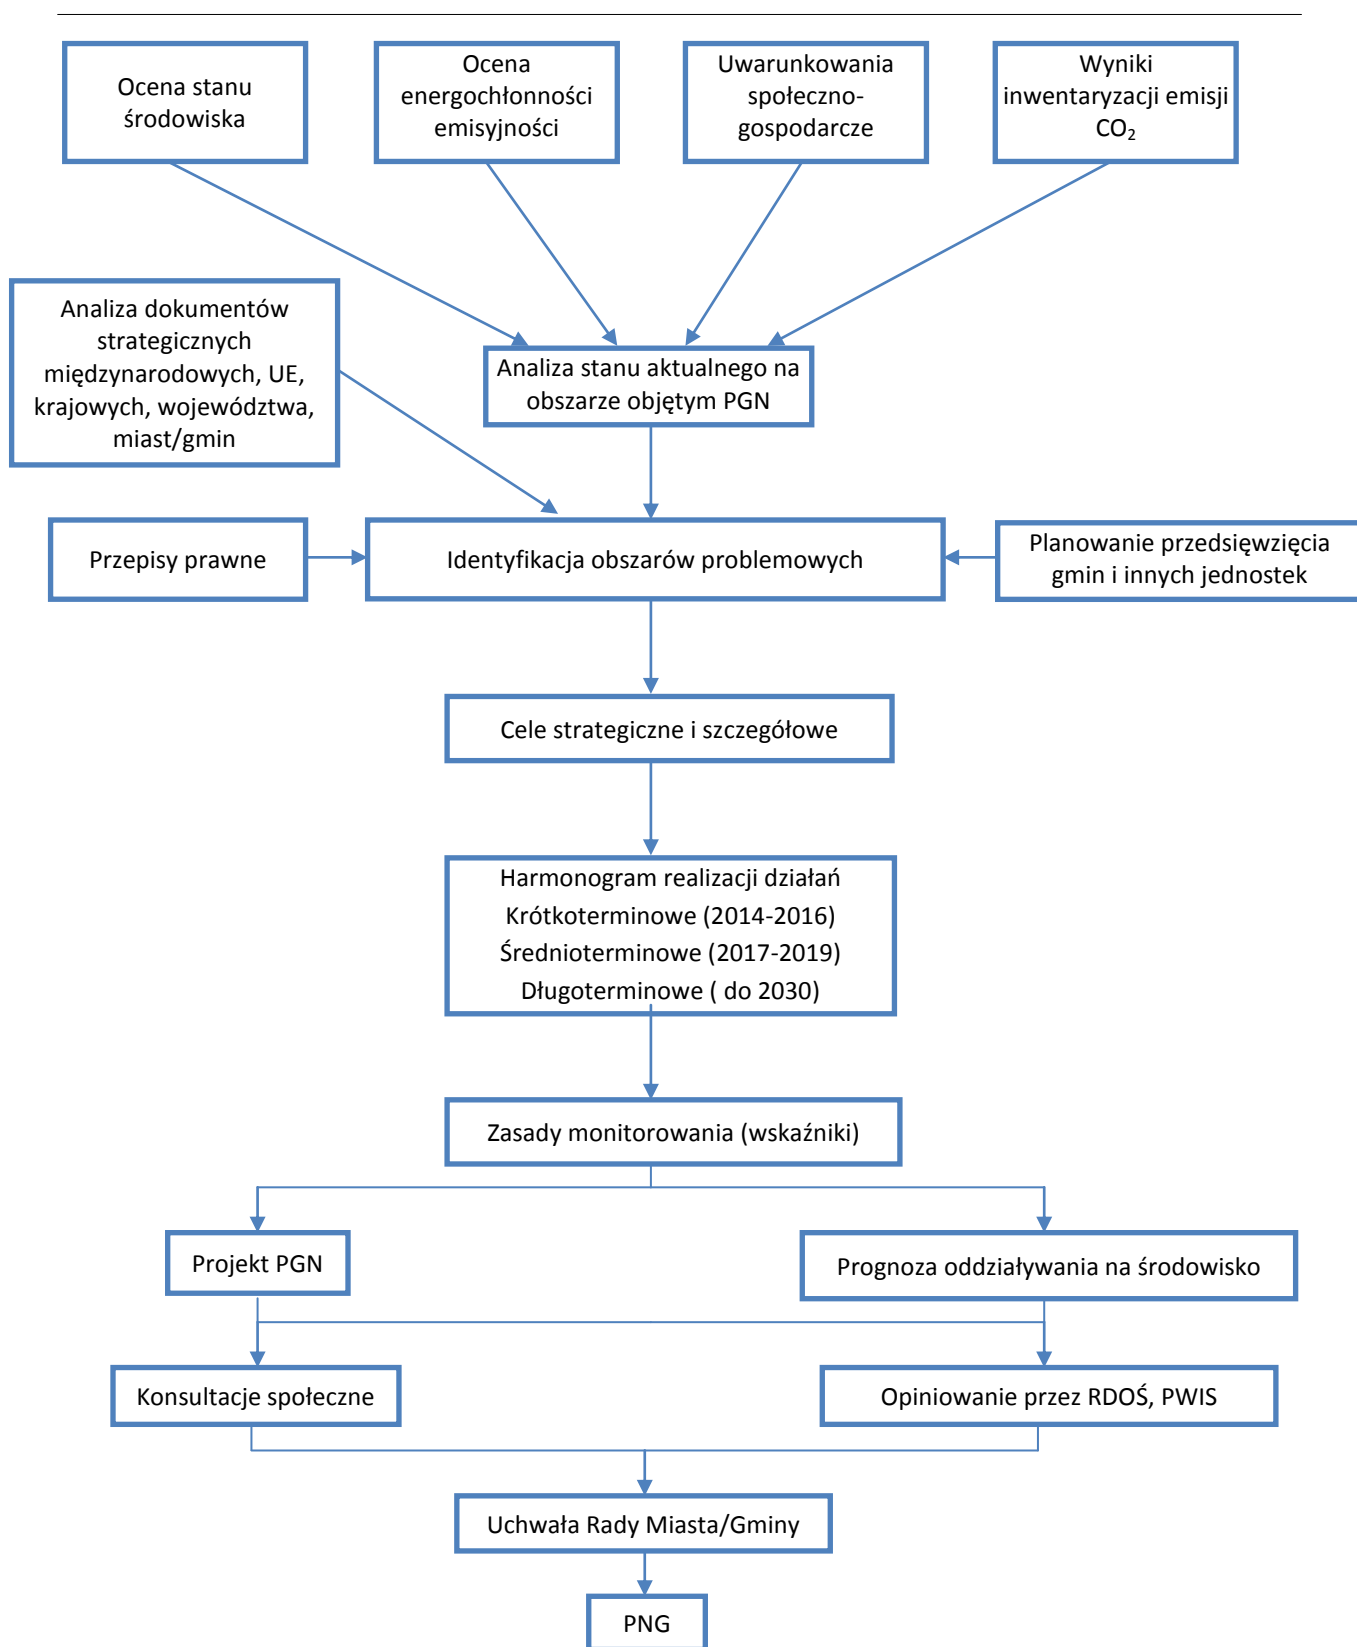 Ocena stanu
środowiska
Ocena
energochłonności
emisyjności
Uwarunkowania
społeczno-
gospodarcze
Wyniki
inwentaryzacji emisji
CO₂
Analiza dokumentów
strategicznych
międzynarodowych, UE,
krajowych, województwa,
miast/gmin
Analiza stanu aktualnego na
obszarze objętym PGN
Przepisy prawne
Identyfikacja obszarów problemowych
Planowanie przedsięwzięcia
gmin i innych jednostek
Cele strategiczne i szczegółowe
Harmonogram realizacji działań
Krótkoterminowe (2014-2016)
Średnioterminowe (2017-2019)
Długoterminowe ( do 2030)
Zasady monitorowania (wskaźniki)
Projekt PGN
Prognoza oddziaływania na środowisko
Konsultacje społeczne
Opiniowanie przez RDOŚ, PWIS
Uchwała Rady Miasta/Gminy
PNG